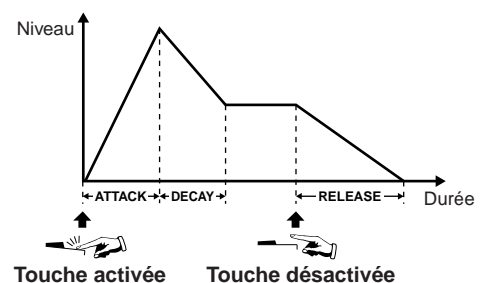 Niveau
ATTACK DECAY RELEASE Durée
Touche activée Touche désactivée